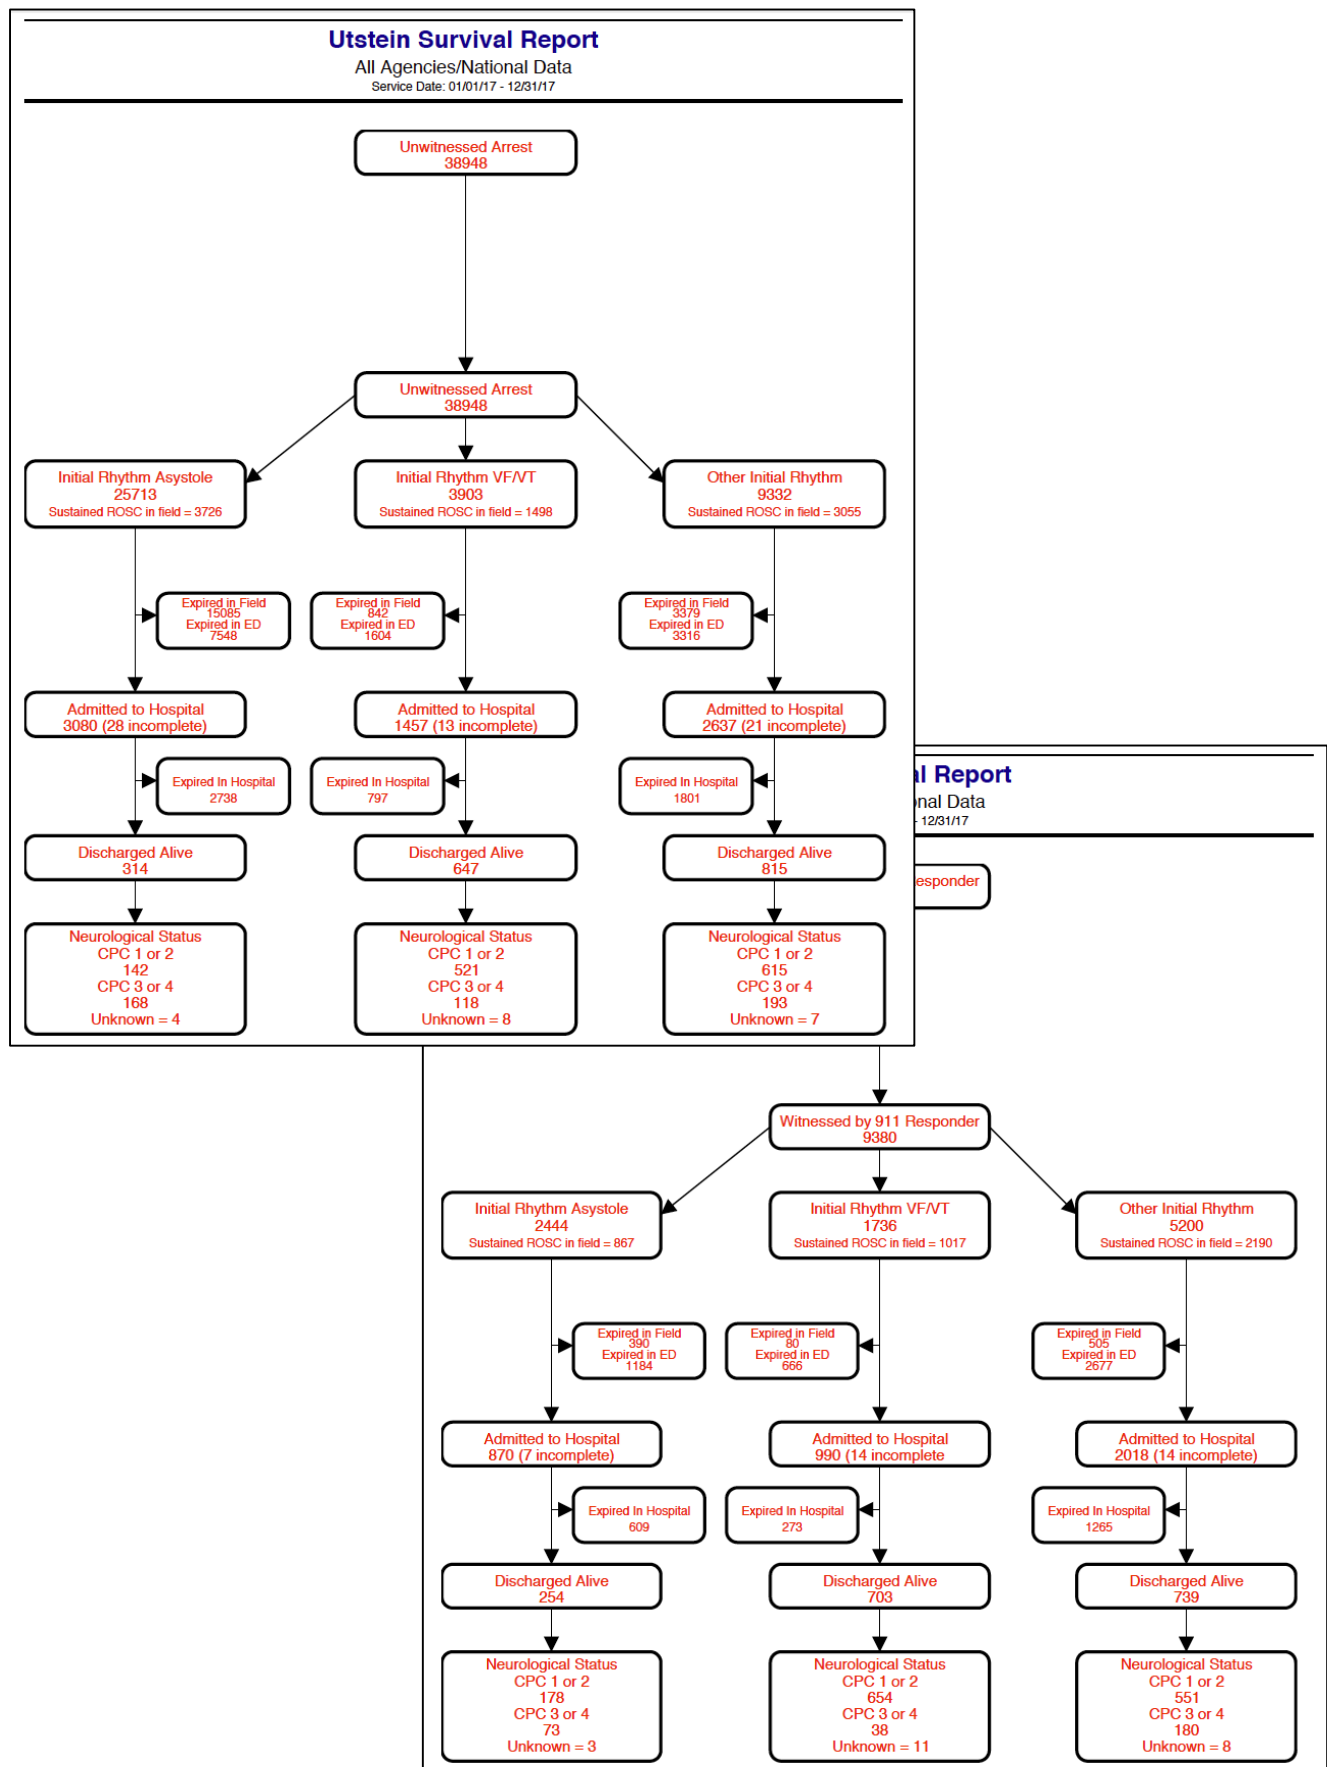 Utstein Survival Report
All Agencies/National Data
Service Date: 01/01/17 - 12/31/17
Unwitnessed Arrest
38948
Unwitnessed Arrest
38948
Initial Rhythm Asystole
25713
Sustained ROSC in field = 3726
Initial Rhythm VF/VT
3903
Sustained ROSC in field = 1498
Other Initial Rhythm
9332
Sustained ROSC in field = 3055
Expired in Field
15085
Expired in ED
7548
Expired in Field
842
Expired in ED
1604
Expired in Field
3379
Expired in ED
3316
Admitted to Hospital
3080 (28 incomplete)
Admitted to Hospital
1457 (13 incomplete)
Admitted to Hospital
2637 (21 incomplete)
Expired In Hospital
2738
Expired In Hospital
797
Expired In Hospital
1801
Discharged Alive
314
Discharged Alive
647
Discharged Alive
815
Neurological Status
CPC 1 or 2
142
CPC 3 or 4
168
Unknown = 4
Neurological Status
CPC 1 or 2
521
CPC 3 or 4
118
Unknown = 8
Neurological Status
CPC 1 or 2
615
CPC 3 or 4
193
Unknown = 7
Report
Data
- 12/31/17
esponder
Witnessed by 911 Responder
9380
Initial Rhythm Asystole
2444
Sustained ROSC in field = 867
Initial Rhythm VF/VT
1736
Sustained ROSC in field = 1017
Other Initial Rhythm
5200
Sustained ROSC in field = 2190
Expired in Field
390
Expired in ED
1184
Expired in Field
80
Expired in ED
666
Expired in Field
505
Expired in ED
2677
Admitted to Hospital
870 (7 incomplete)
Admitted to Hospital
990 (14 incomplete
Admitted to Hospital
2018 (14 incomplete)
Expired In Hospital
609
Expired In Hospital
273
Expired In Hospital
1265
Discharged Alive
254
Discharged Alive
703
Discharged Alive
739
Neurological Status
CPC 1 or 2
178
CPC 3 or 4
73
Unknown = 3
Neurological Status
CPC 1 or 2
654
CPC 3 or 4
38
Unknown = 11
Neurological Status
CPC 1 or 2
551
CPC 3 or 4
180
Unknown = 8